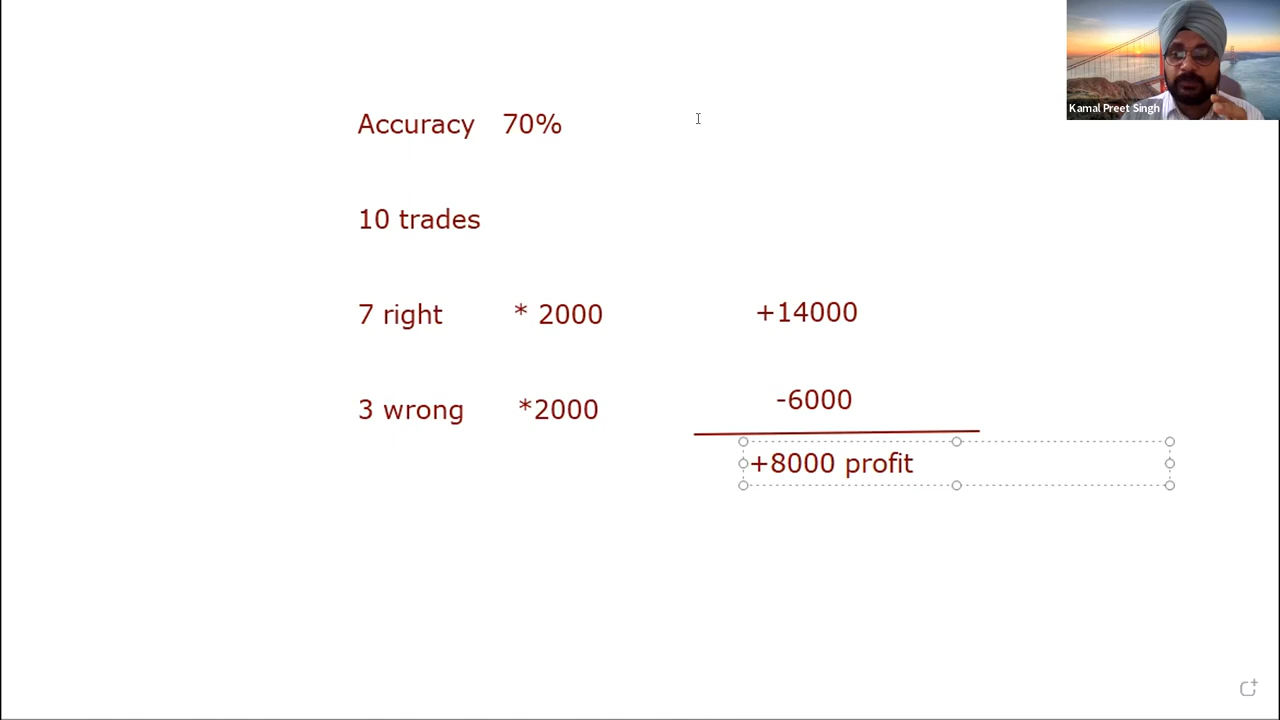 Kamal Preet Singh
Accuracy 70%
10 trades
7 right * 2000 +14000
3 wrong *2000 -6000
+8000 profit